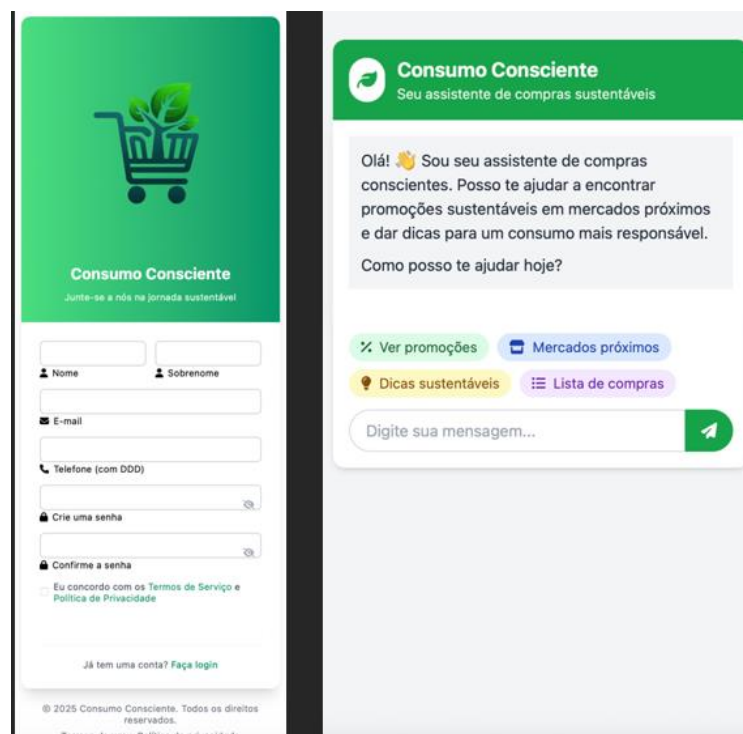 Consumo Consciente
Junte-se a nós na jornada sustentável
Nome
Sobrenome
E-mail
Telefone (com DDD)
Crie uma senha
Confirme a senha
Eu concordo com os Termos de Serviço e
Política de Privacidade
Já tem uma conta? Faça login
© 2025 Consumo Consciente. Todos os direitos
reservados.
Consumo Consciente
Seu assistente de compras sustentáveis
Olá! 👋 Sou seu assistente de compras
conscientes. Posso te ajudar a encontrar
promoções sustentáveis em mercados próximos
e dar dicas para um consumo mais responsável.
Como posso te ajudar hoje?
Ver promoções
Mercados próximos
Dicas sustentáveis
Lista de compras
Digite sua mensagem...